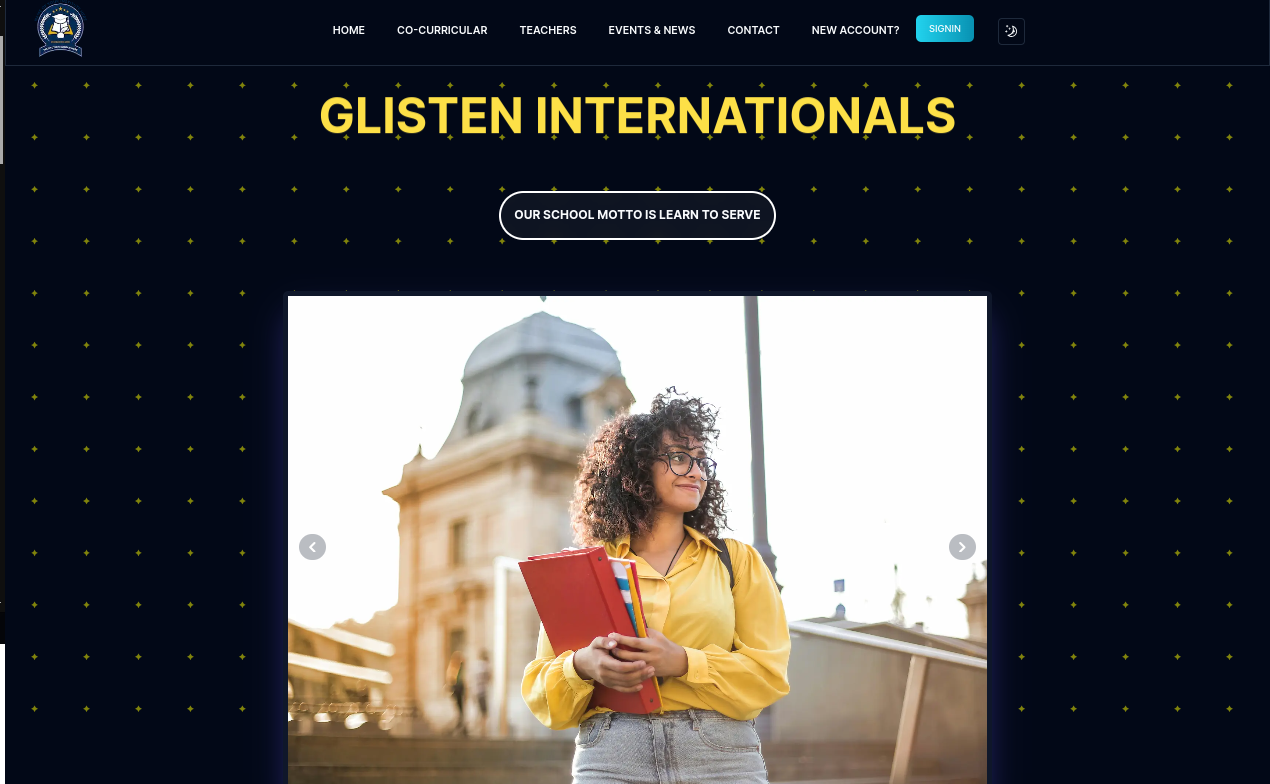 HOME CO-CURRICULAR TEACHERS EVENTS & NEWS CONTACT NEW ACCOUNT? SIGNIN
GLISTEN INTERNATIONALS
OUR SCHOOL MOTTO IS LEARN TO SERVE